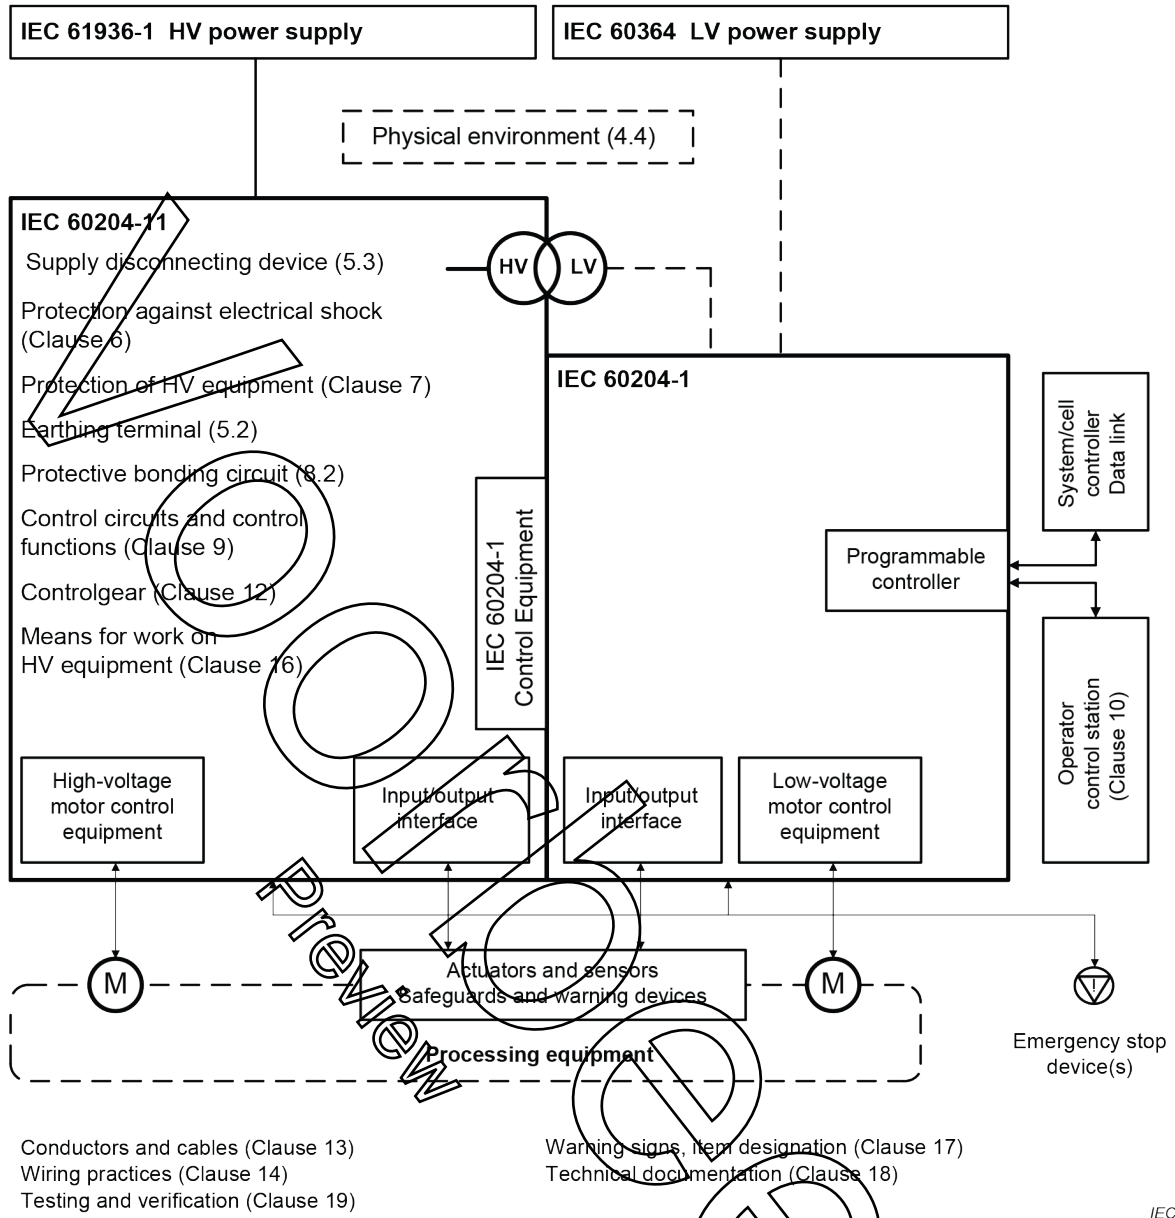 IEC 61936-1 HV power supply
IEC 60364 LV power supply
Physical environment (4.4)
IEC 60204-11
Supply disconnecting device (5.3)
Protection against electrical shock
(Clause 6)
Protection of HV equipment (Clause 7)
Earthing terminal (5.2)
Protective bonding circuit (8.2)
Control circuits and control
functions (Clause 9)
Controlgear (Clause 12)
Means for work on
HV equipment (Clause 16)
HV
LV
IEC 60204-1
Control Equipment
IEC 60204-1
Programmable
controller
System/cell
controller
Data link
Operator
control station
(Clause 10)
High-voltage
motor control
equipment
Input/output
interface
Input/output
interface
Low-voltage
motor control
equipment
M
Actuators and sensors
Safeguards and warning devices
M
!
Processing equipment
Emergency stop
device(s)
Conductors and cables (Clause 13)
Wiring practices (Clause 14)
Testing and verification (Clause 19)
Warning signs, item designation (Clause 17)
Technical documentation (Clause 18)
IEC
Preview